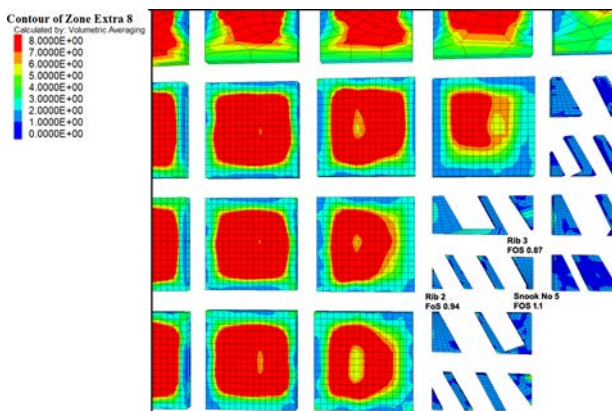 Contour of Zone Extra 8
Calculated by: Volumetric Averaging
8.0000E+00
7.0000E+00
6.0000E+00
5.0000E+00
4.0000E+00
3.0000E+00
2.0000E+00
1.0000E+00
0.0000E+00
Rib 3
FOS 0.87
Rib 2
FoS 0.94
Snook No 5
FOS 1.1